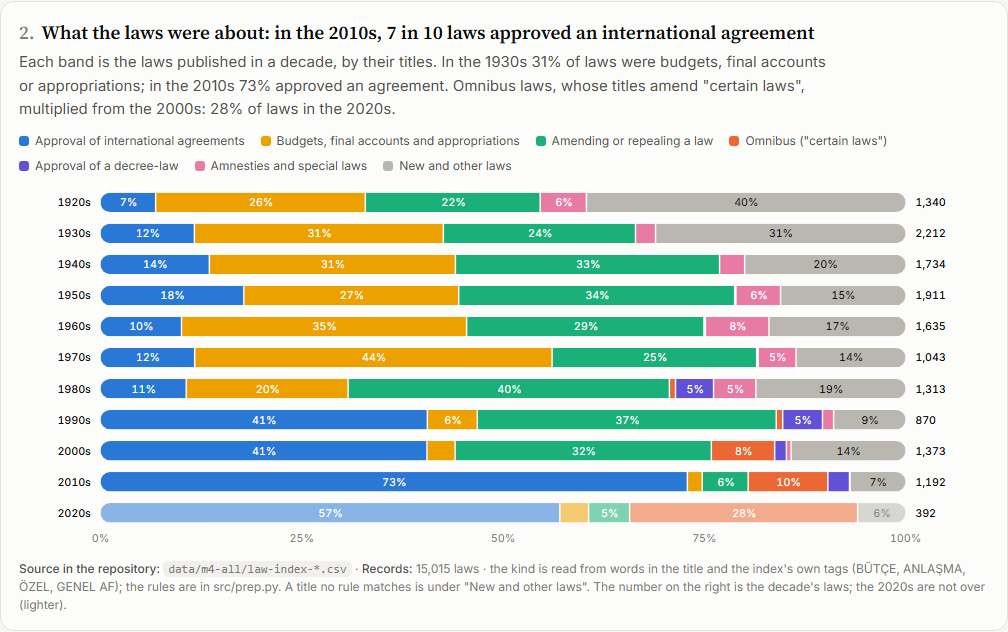 2. What the laws were about: in the 2010s, 7 in 10 laws approved an international agreement
Each band is the laws published in a decade, by their titles. In the 1930s 31% of laws were budgets, final accounts
or appropriations; in the 2010s 73% approved an agreement. Omnibus laws, whose titles amend "certain laws",
multiplied from the 2000s: 28% of laws in the 2020s.
Approval of international agreements Budgets, final accounts and appropriations Amending or repealing a law Omnibus ("certain laws")
Approval of a decree-law Amnesties and special laws New and other laws
1920s 7% 26% 22% 6% 40% 1,340
1930s 12% 31% 24% 31% 2,212
1940s 14% 31% 33% 20% 1,734
1950s 18% 27% 34% 6% 15% 1,911
1960s 10% 35% 29% 8% 17% 1,635
1970s 12% 44% 25% 5% 14% 1,043
1980s 11% 20% 40% 5% 5% 19% 1,313
1990s 41% 6% 37% 5% 9% 870
2000s 41% 32% 8% 14% 1,373
2010s 73% 6% 10% 7% 1,192
2020s 57% 5% 28% 6% 392
0% 25% 50% 75% 100%
Source in the repository: data/m4-all/law-index-*.csv · Records: 15,015 laws · the kind is read from words in the title and the index's own tags (BÜTÇE, ANLAŞMA,
ÖZEL, GENEL AF); the rules are in src/prep.py. A title no rule matches is under "New and other laws". The number on the right is the decade's laws; the 2020s are not over
(lighter).